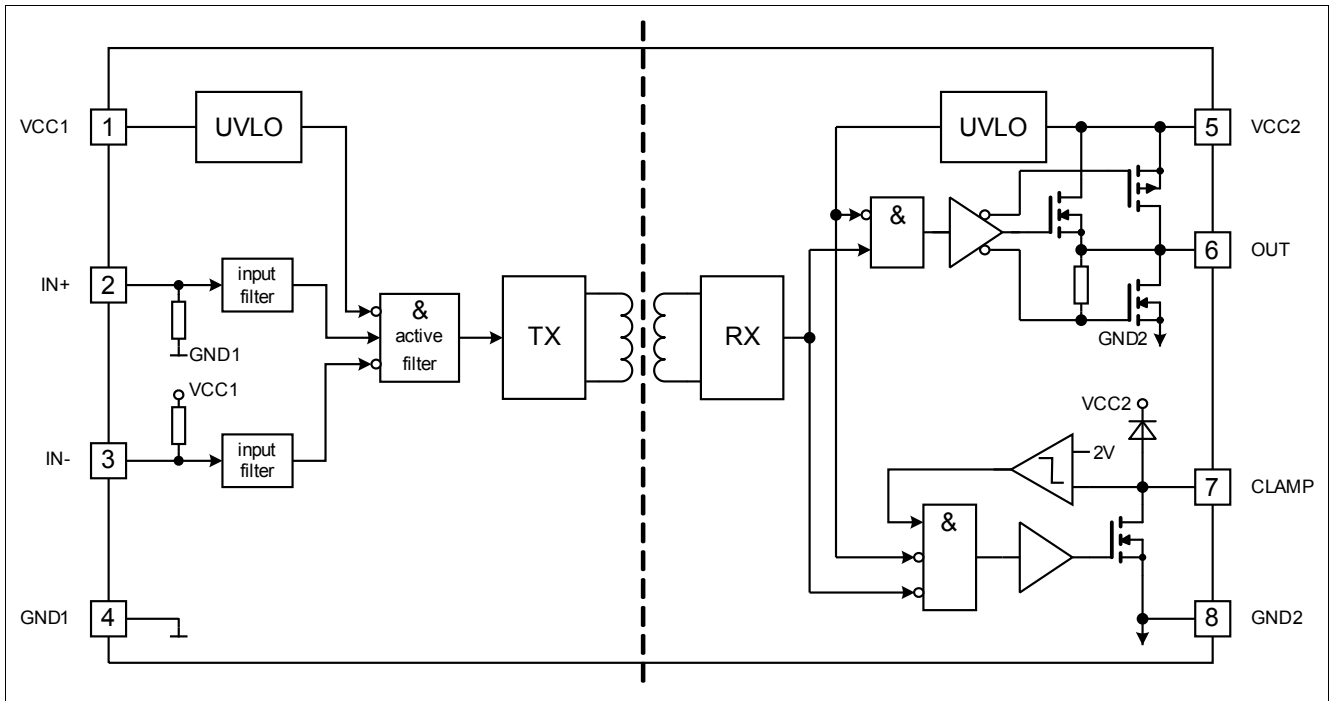 VCC1
1
UVLO
UVLO
5
VCC2
&
IN+
2
input
filter
GND1
&
active
filter
TX
RX
6
OUT
GND2
VCC1
IN-
3
input
filter
VCC2
2V
7
CLAMP
&
GND1
4
8
GND2